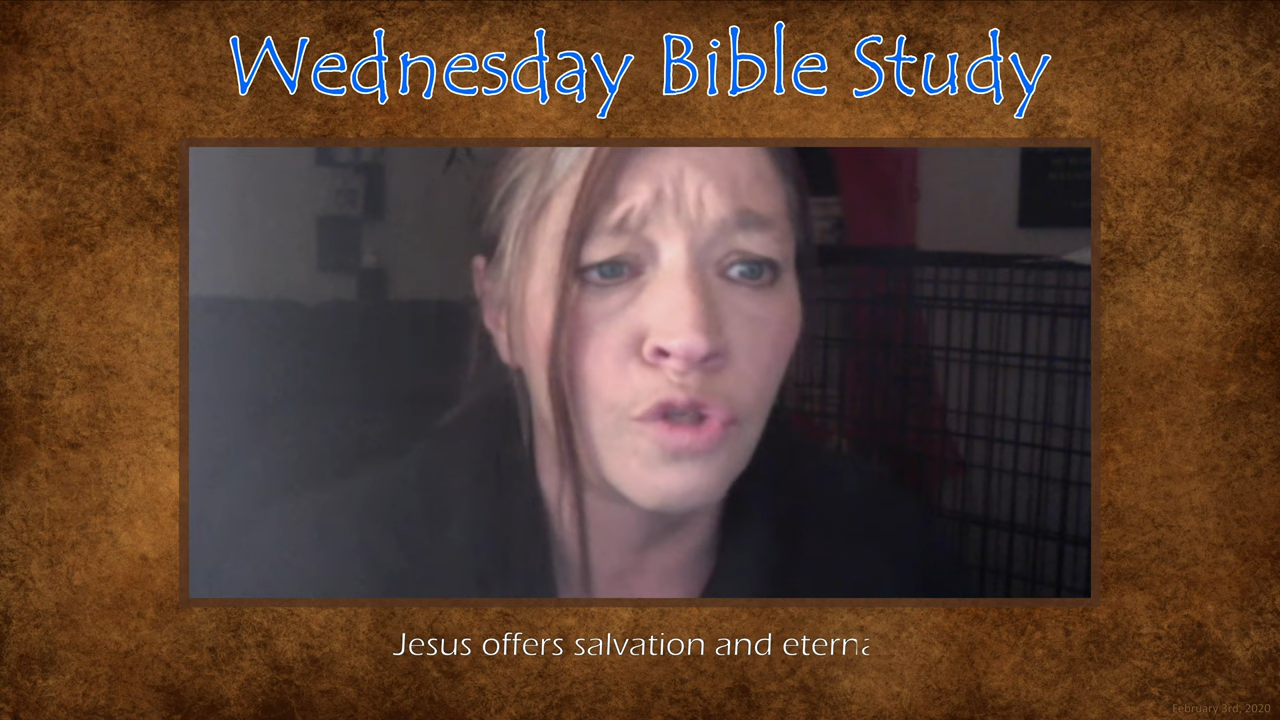 Wednesday Bible Study
Jesus offers salvation and eterna
February 3rd, 2020